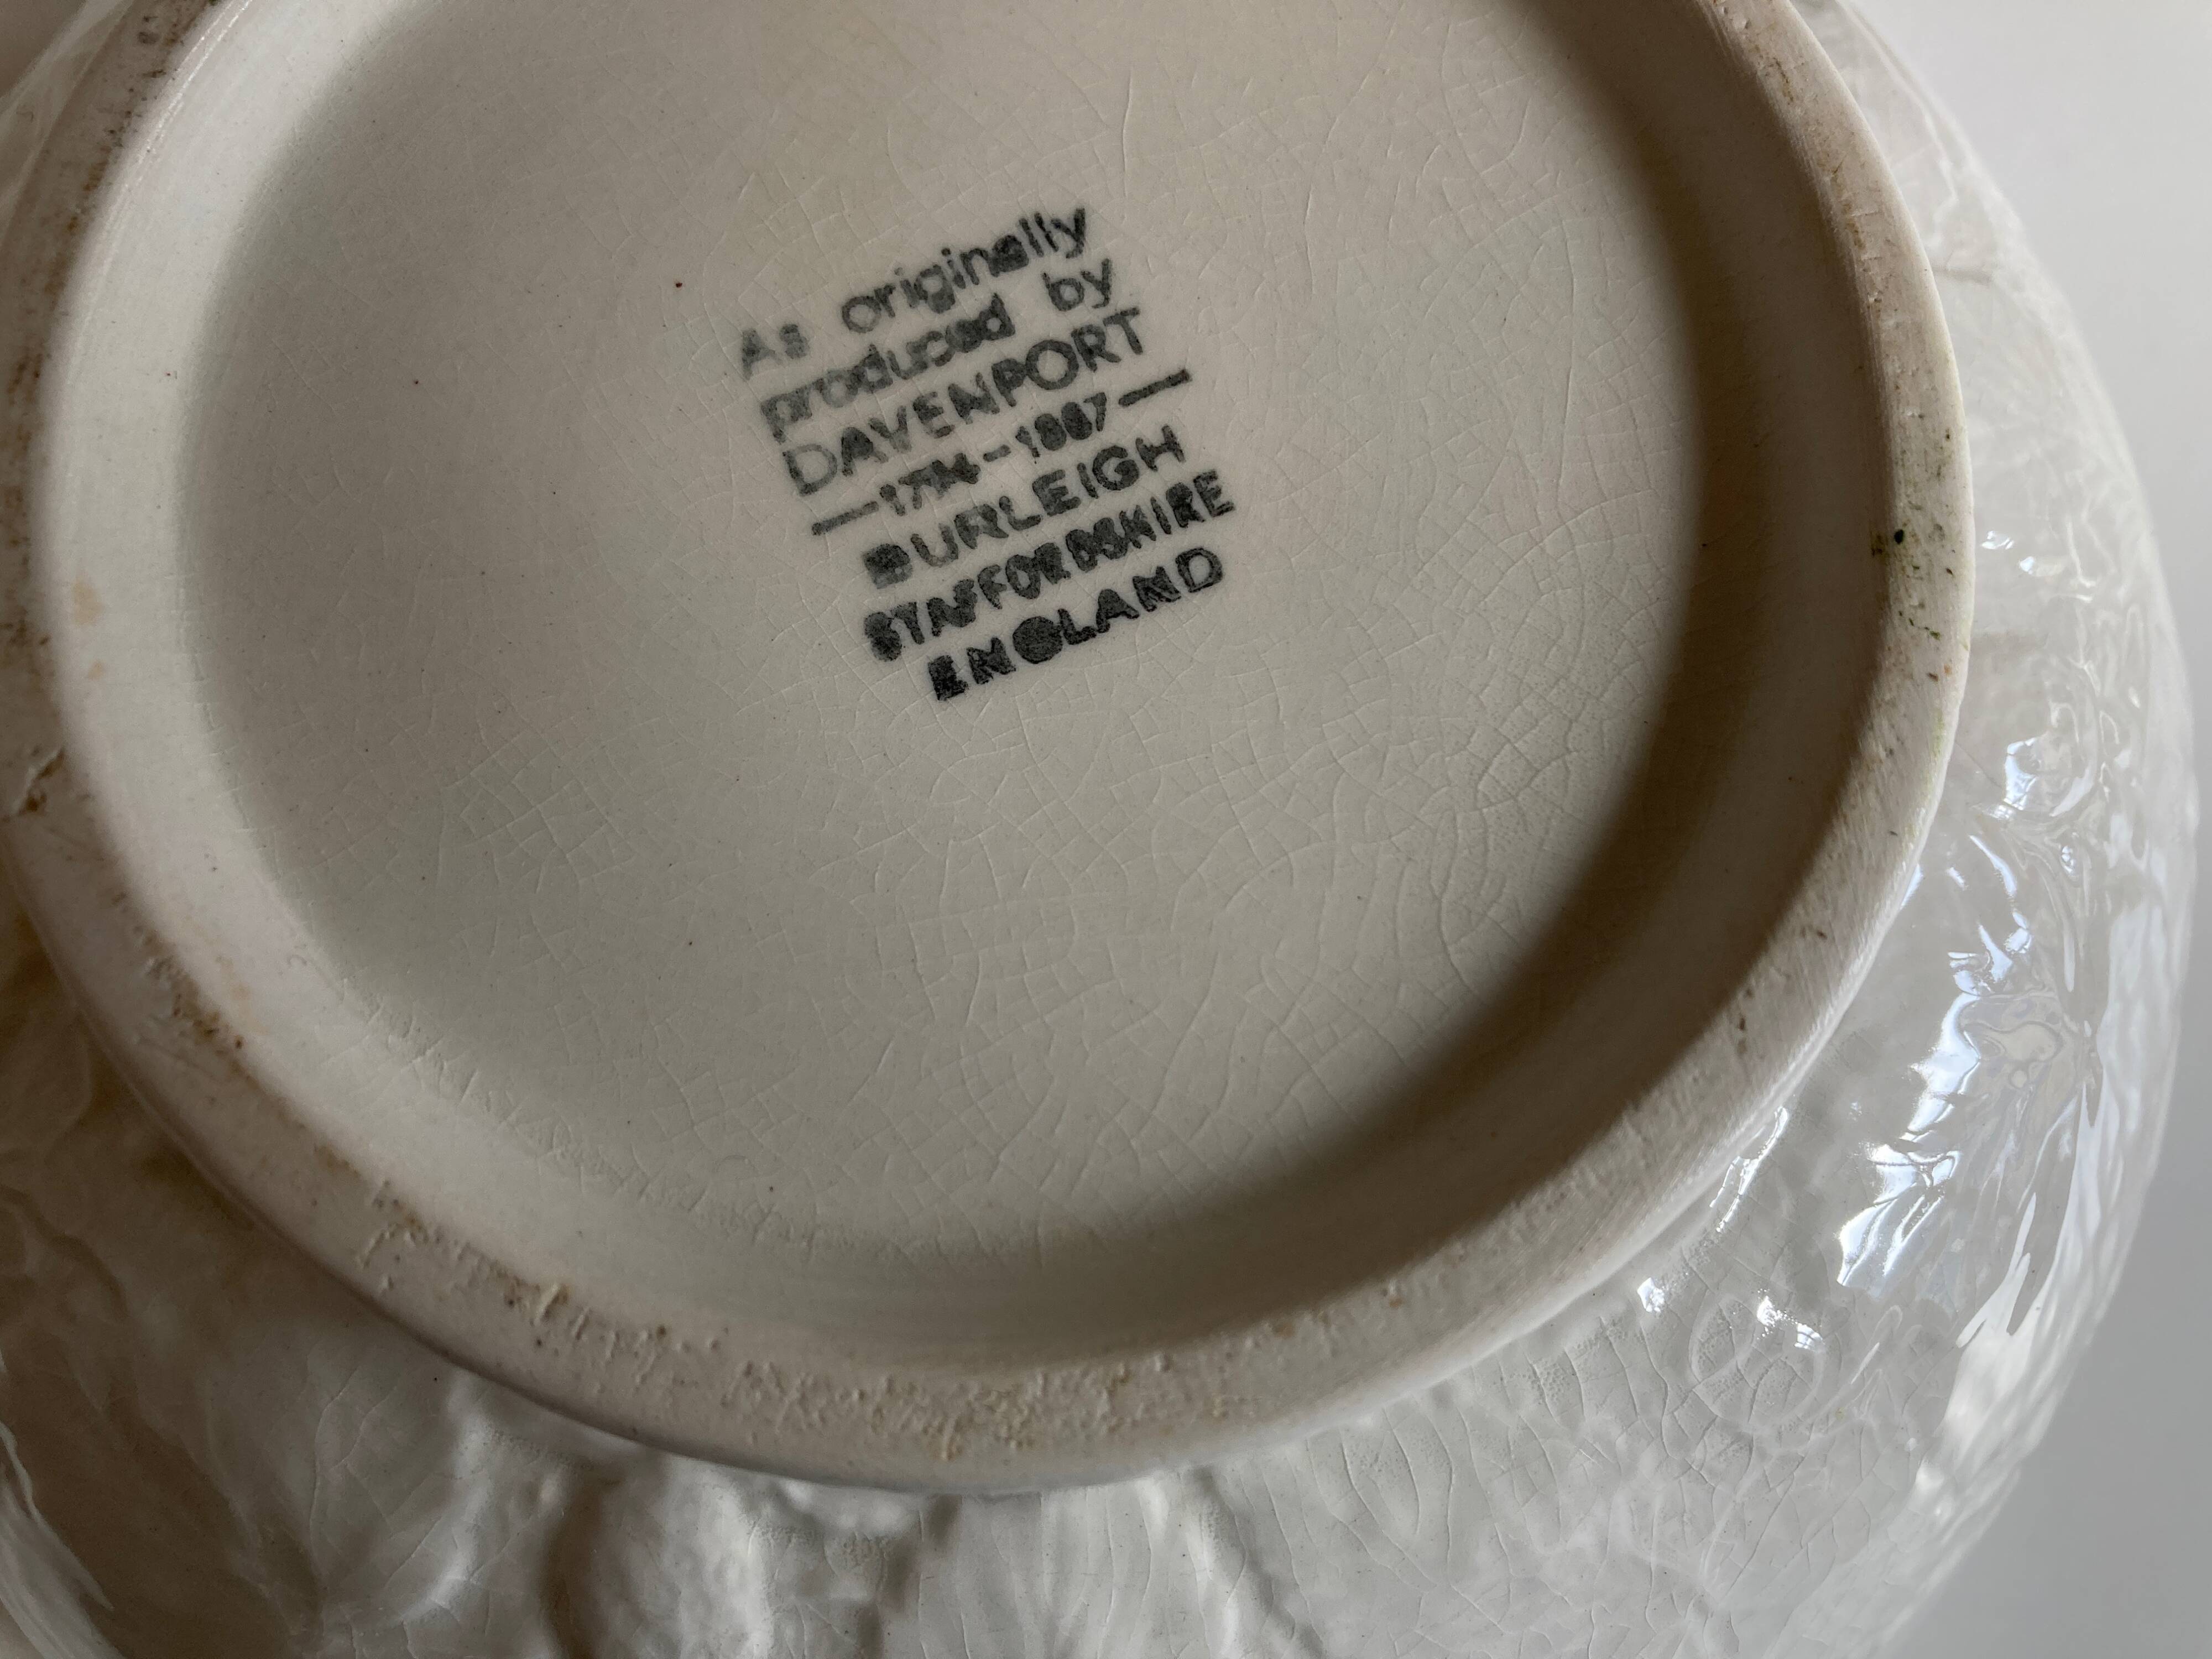 As originally
produced by
DAVENPORT
—1794–1887—
BURLEIGH
STAFFORDSHIRE
ENGLAND